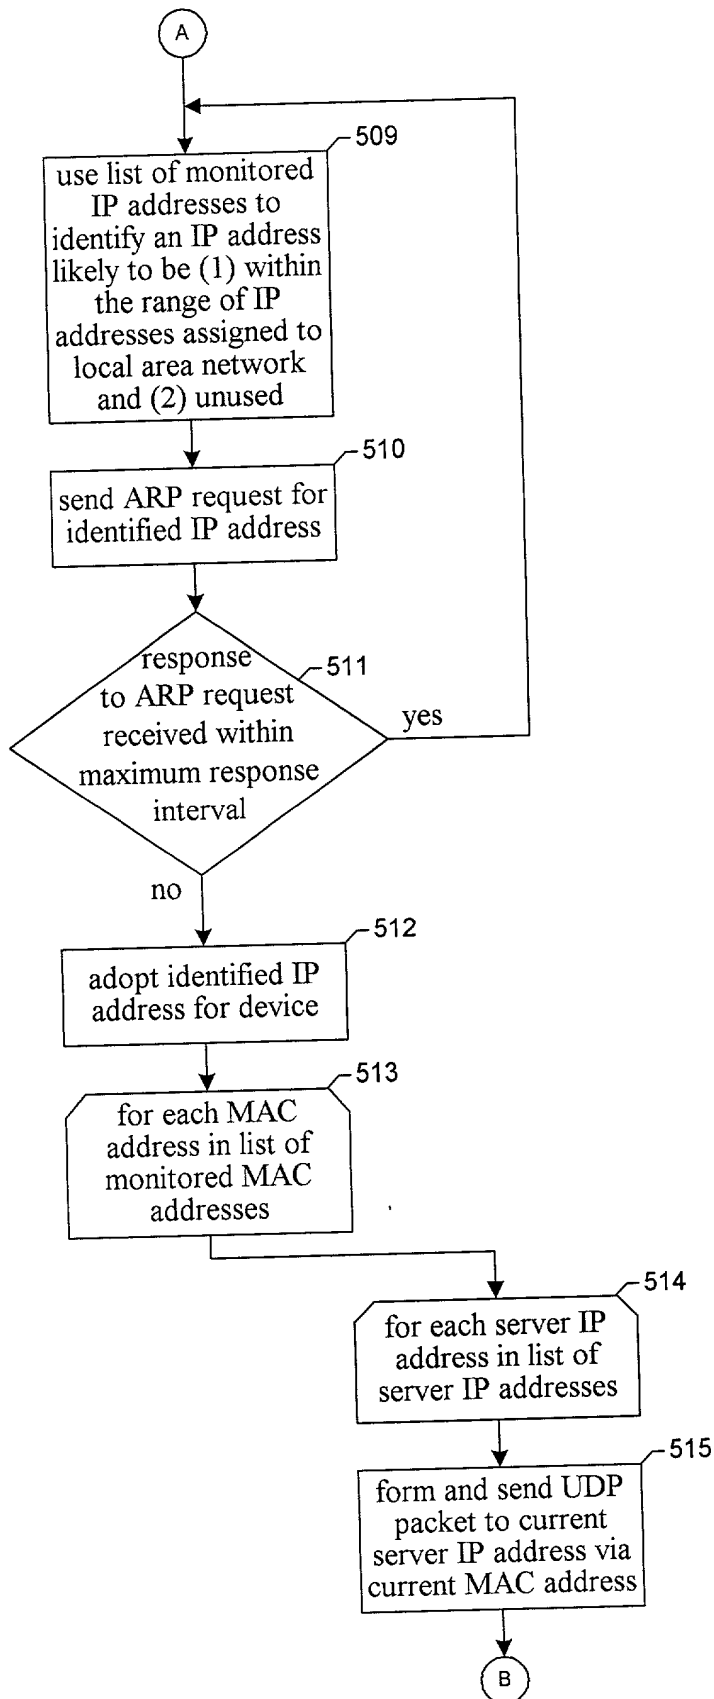 A
509
use list of monitored
IP addresses to
identify an IP address
likely to be (1) within
the range of IP
addresses assigned to
local area network
and (2) unused
510
send ARP request for
identified IP address
511
response
to ARP request
received within
maximum response
interval
yes
no
512
adopt identified IP
address for device
513
for each MAC
address in list of
monitored MAC
addresses
514
for each server IP
address in list of
server IP addresses
515
form and send UDP
packet to current
server IP address via
current MAC address
B